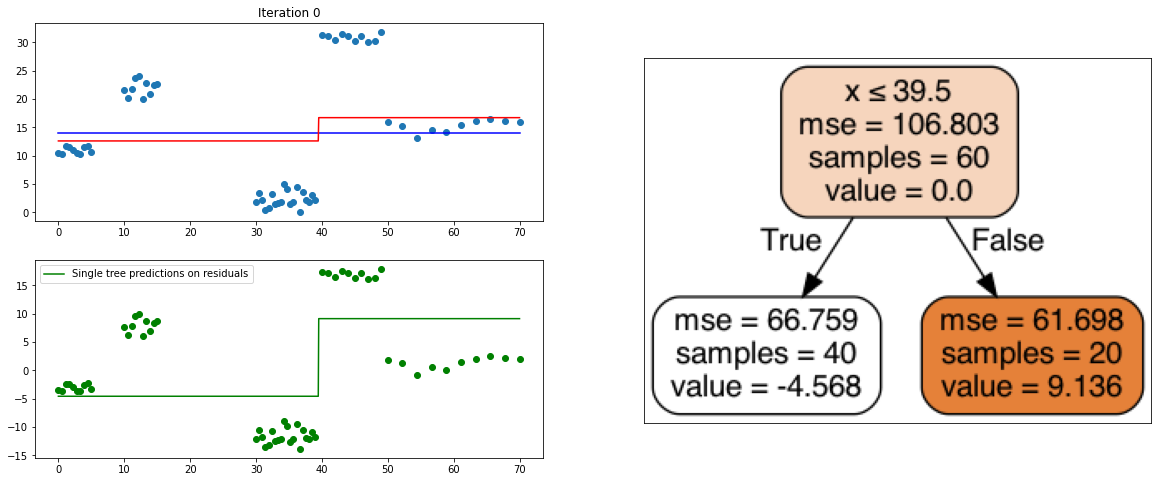 Iteration 0
30
25
20
15
10
5
0
0 10 20 30 40 50 60 70
Single tree predictions on residuals
15
10
5
0
−5
−10
−15
0 10 20 30 40 50 60 70
x ≤ 39.5
mse = 106.803
samples = 60
value = 0.0
True False
mse = 66.759
samples = 40
value = -4.568
mse = 61.698
samples = 20
value = 9.136